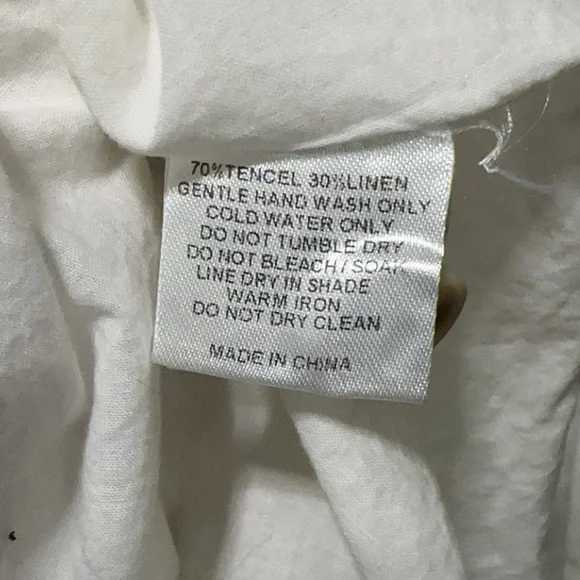 70%TENCEL 30%LINEN
GENTLE HAND WASH ONLY
COLD WATER ONLY
DO NOT TUMBLE DRY
DO NOT BLEACH/SOAK
LINE DRY IN SHADE
WARM IRON
DO NOT DRY CLEAN
MADE IN CHINA